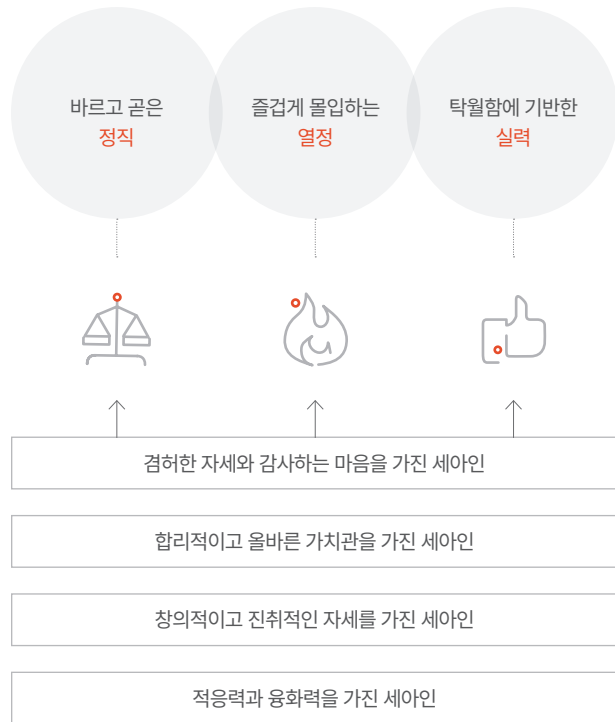 바르고 곧은
정직
즐겁게 몰입하는
열정
탁월함에 기반한
실력
겸허한 자세와 감사하는 마음을 가진 세아인
합리적이고 올바른 가치관을 가진 세아인
창의적이고 진취적인 자세를 가진 세아인
적응력과 융화력을 가진 세아인